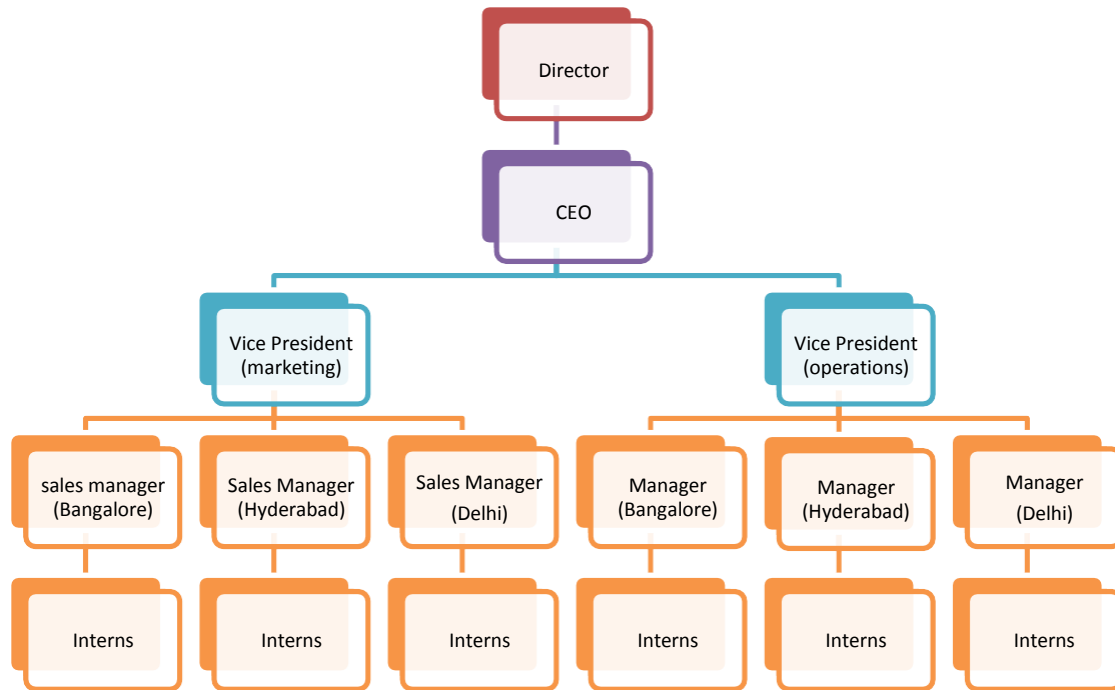 Director
CEO
Vice President
(marketing)
Vice President
(operations)
sales manager
(Bangalore)
Sales Manager
(Hyderabad)
Sales Manager
(Delhi)
Manager
(Bangalore)
Manager
(Hyderabad)
Manager
(Delhi)
Interns
Interns
Interns
Interns
Interns
Interns